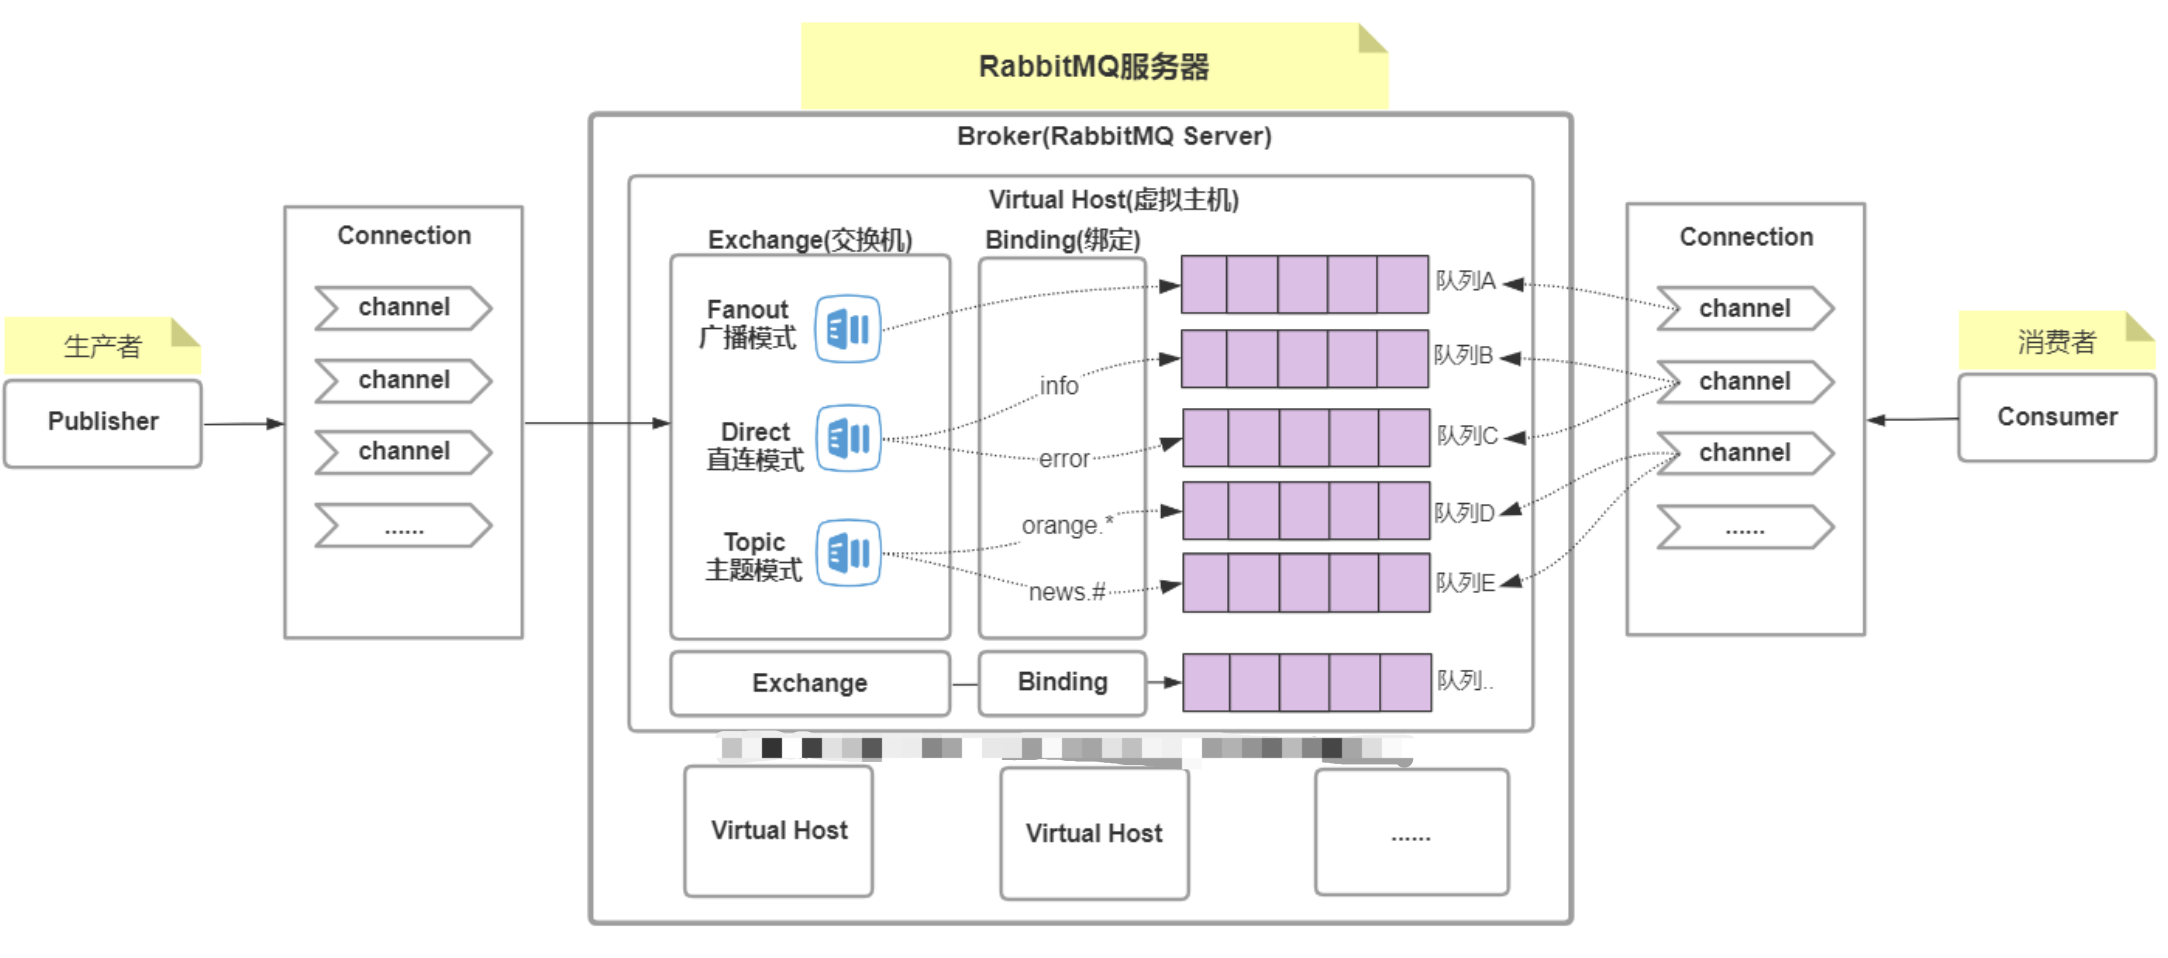 RabbitMQ服务器
Broker(RabbitMQ Server)
Virtual Host(虚拟主机)
生产者
Publisher
Connection
channel
channel
channel
......
Exchange(交换机)
Fanout
广播模式
Direct
直连模式
Topic
主题模式
Binding(绑定)
info
error
orange.*
news.#
队列A
队列B
队列C
队列D
队列E
Exchange
Binding
队列..
Virtual Host
Virtual Host
......
Connection
channel
channel
channel
......
消费者
Consumer